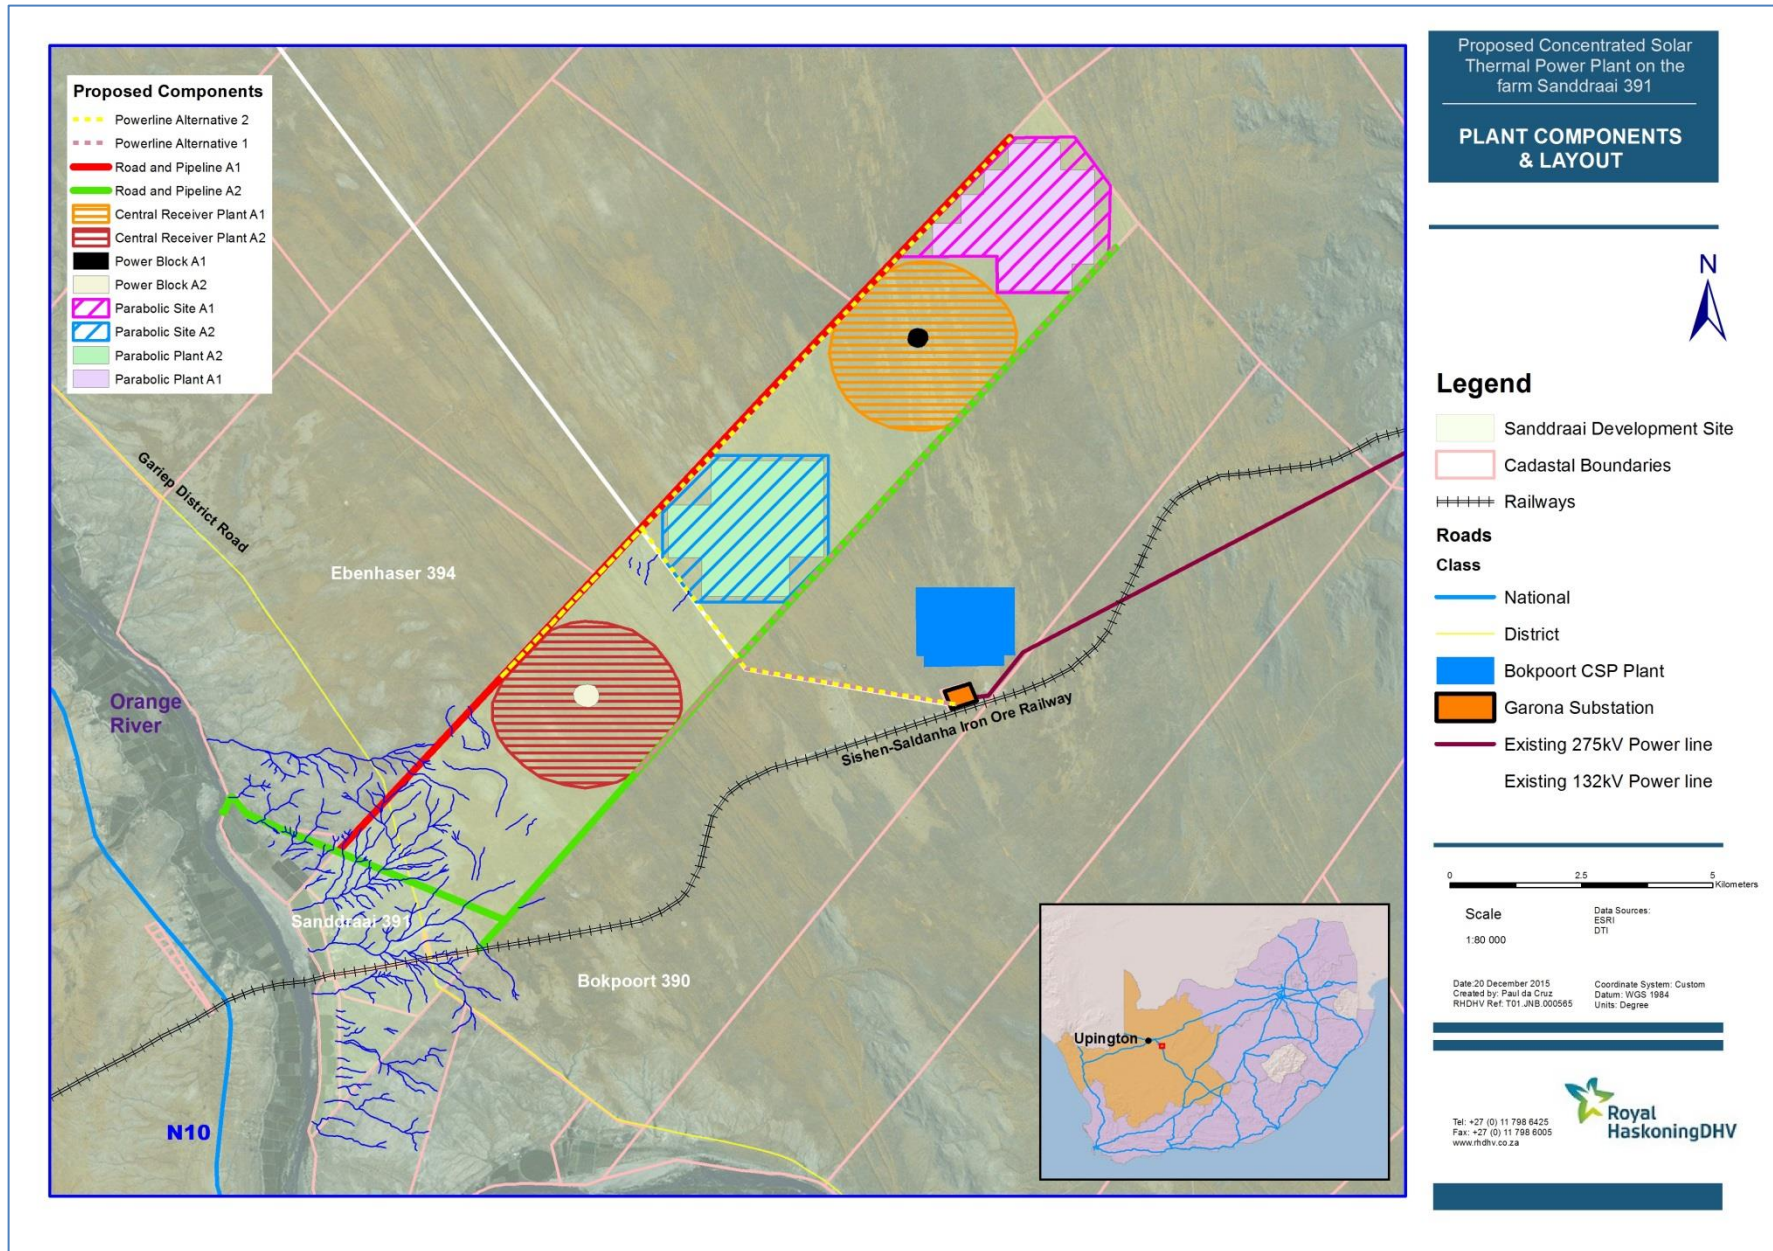 Proposed Components
Powerline Alternative 2
Powerline Alternative 1
Road and Pipeline A1
Road and Pipeline A2
Central Receiver Plant A1
Central Receiver Plant A2
Power Block A1
Power Block A2
Parabolic Site A1
Parabolic Site A2
Parabolic Plant A2
Parabolic Plant A1
Gariep District Road
Ebenhaser 394
Orange
River
Sishen-Saldanha Iron Ore Railway
Sanddraai 391
Bokpoort 390
N10
Upington
Proposed Concentrated Solar
Thermal Power Plant on the
farm Sanddraai 391
PLANT COMPONENTS
& LAYOUT
N
Legend
Sanddraai Development Site
Cadastal Boundaries
Railways
Roads
Class
National
District
Bokpoort CSP Plant
Garona Substation
Existing 275kV Power line
Existing 132kV Power line
0 2.5 5
Kilometers
Scale
1:80 000
Data Sources:
ESRI
DTI
Date:20 December 2015
Created by: Paul da Cruz
RHDHV Ref: T01.JNB.000565
Coordinate System: Custom
Datum: WGS 1984
Units: Degree
Tel: +27 (0) 11 798 6425
Fax: +27 (0) 11 798 6005
www.rhdhv.co.za
Royal
HaskoningDHV